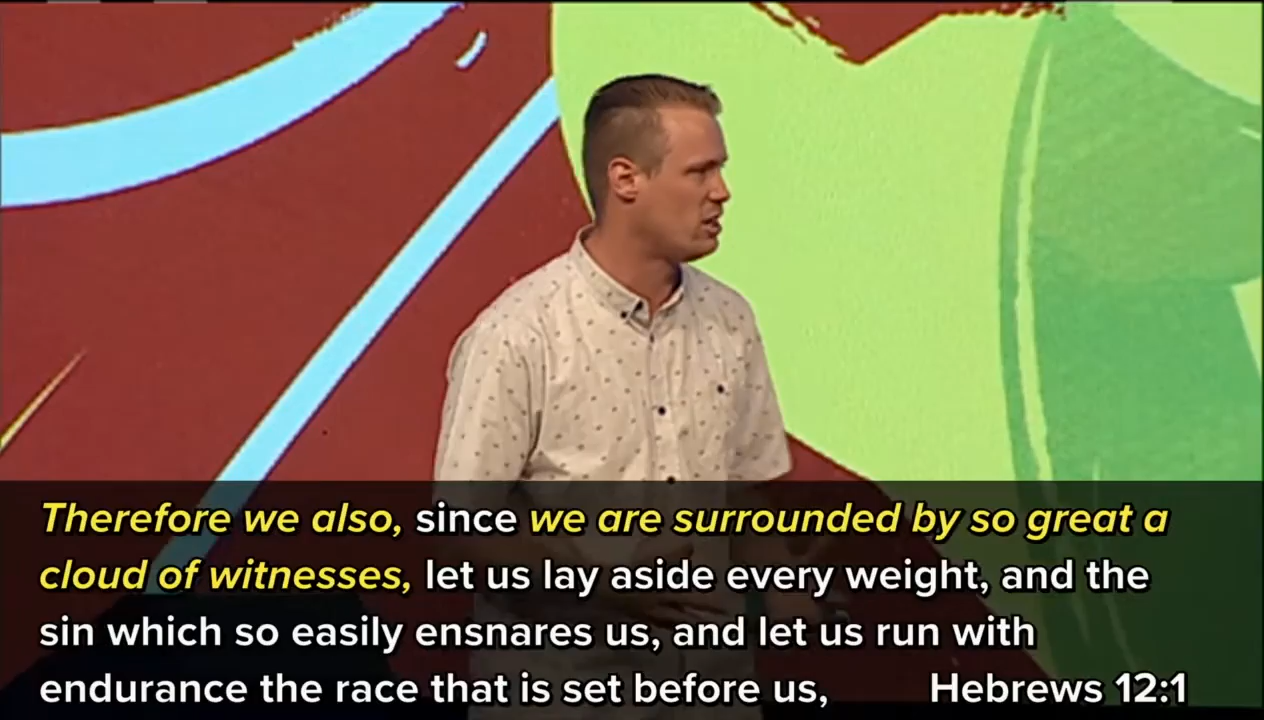 Therefore we also, since we are surrounded by so great a
cloud of witnesses, let us lay aside every weight, and the
sin which so easily ensnares us, and let us run with
endurance the race that is set before us, Hebrews 12:1